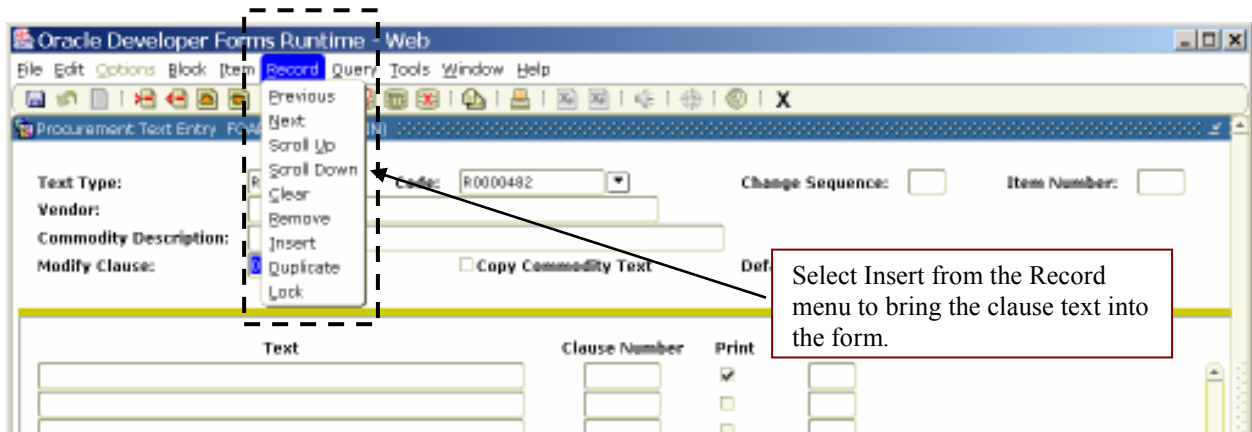 Oracle Developer Forms Runtime - Web
File Edit Options Block Item Record Query Tools Window Help
Previous
Next
Scroll Up
Scroll Down
Clear
Remove
Insert
Duplicate
Lock
Procurement Text Entry
Text Type: R Code: R0000482 Change Sequence: Item Number:
Vendor:
Commodity Description:
Modify Clause: Copy Commodity Text
Select Insert from the Record
menu to bring the clause text into
the form.
Text Clause Number Print